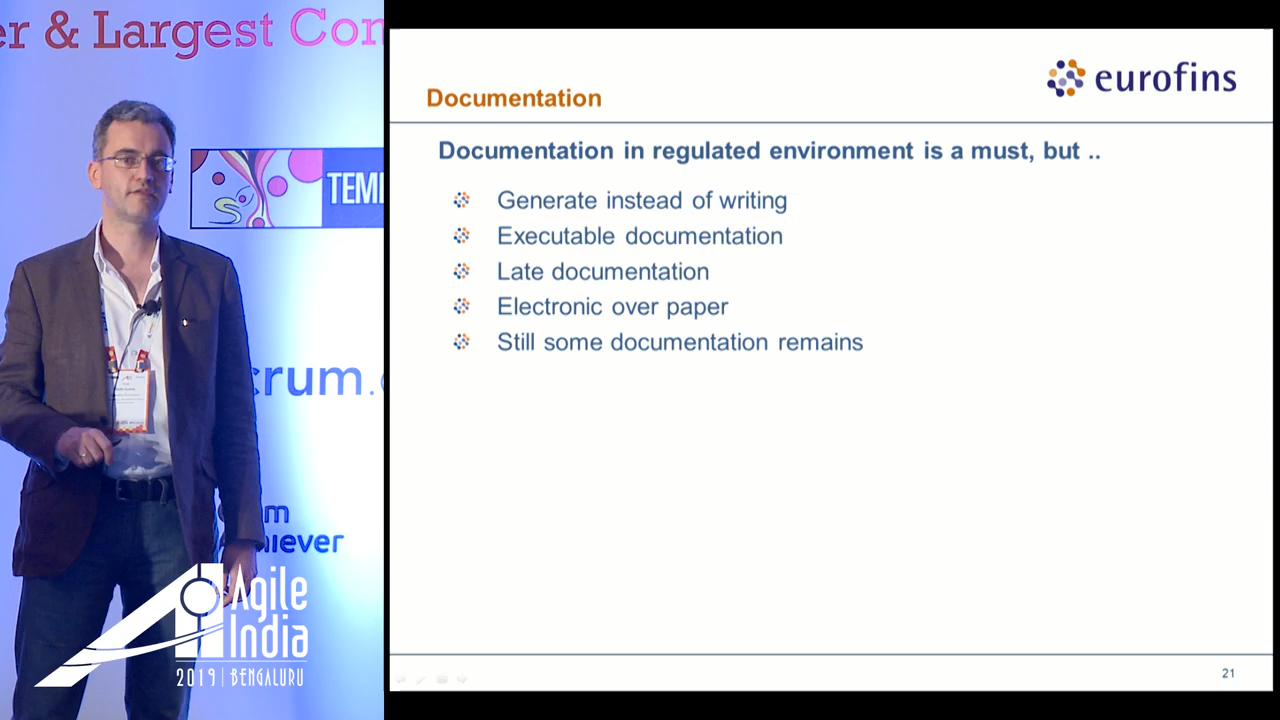 er & Largest Con
TEM
crum.
m
niever
Agile
India
2019 | BENGALURU
eurofins
Documentation
Documentation in regulated environment is a must, but ..
Generate instead of writing
Executable documentation
Late documentation
Electronic over paper
Still some documentation remains
21